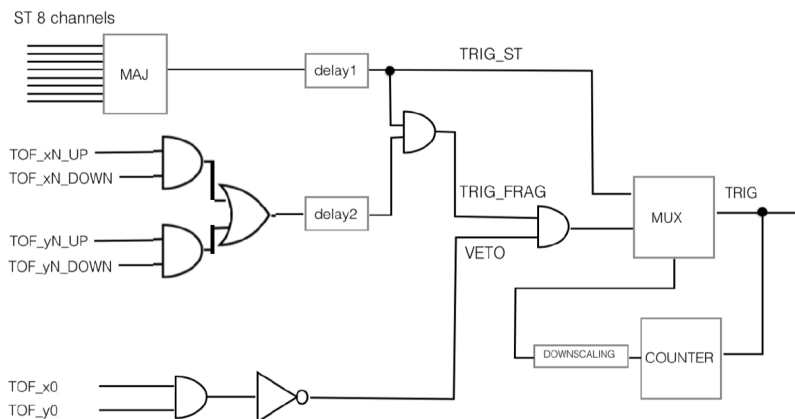 ST 8 channels
MAJ
delay1
TRIG_ST
TOF_xN_UP
TOF_xN_DOWN
TRIG_FRAG
TRIG
MUX
delay2
TOF_yN_UP
TOF_yN_DOWN
VETO
DOWNSCALING
COUNTER
TOF_x0
TOF_y0